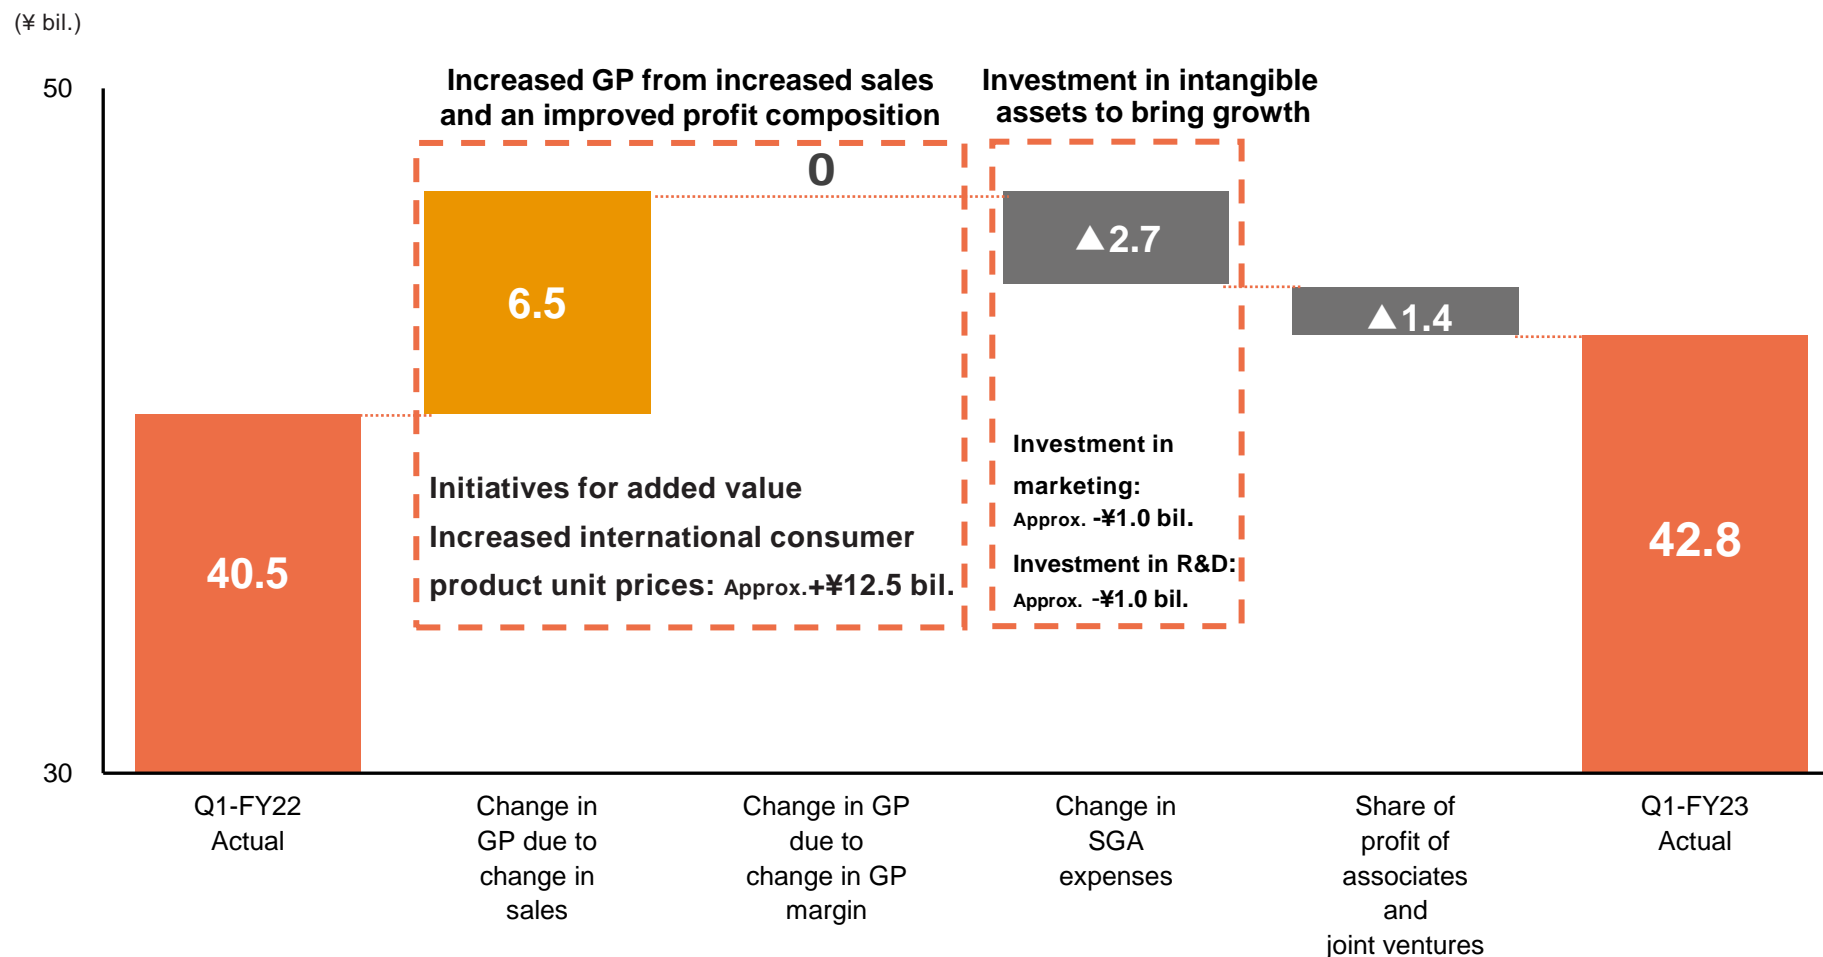 (¥ bil.)
50
Increased GP from increased sales
and an improved profit composition
Investment in intangible
assets to bring growth
0
6.5
▲2.7
▲1.4
40.5
Initiatives for added value
Increased international consumer
product unit prices: Approx.+¥12.5 bil.
Investment in
marketing:
Approx. -¥1.0 bil.
Investment in R&D:
Approx. -¥1.0 bil.
42.8
30
Q1-FY22
Actual
Change in
GP due to
change in
sales
Change in GP
due to
change in GP
margin
Change in
SGA
expenses
Share of
profit of
associates
and
joint ventures
Q1-FY23
Actual